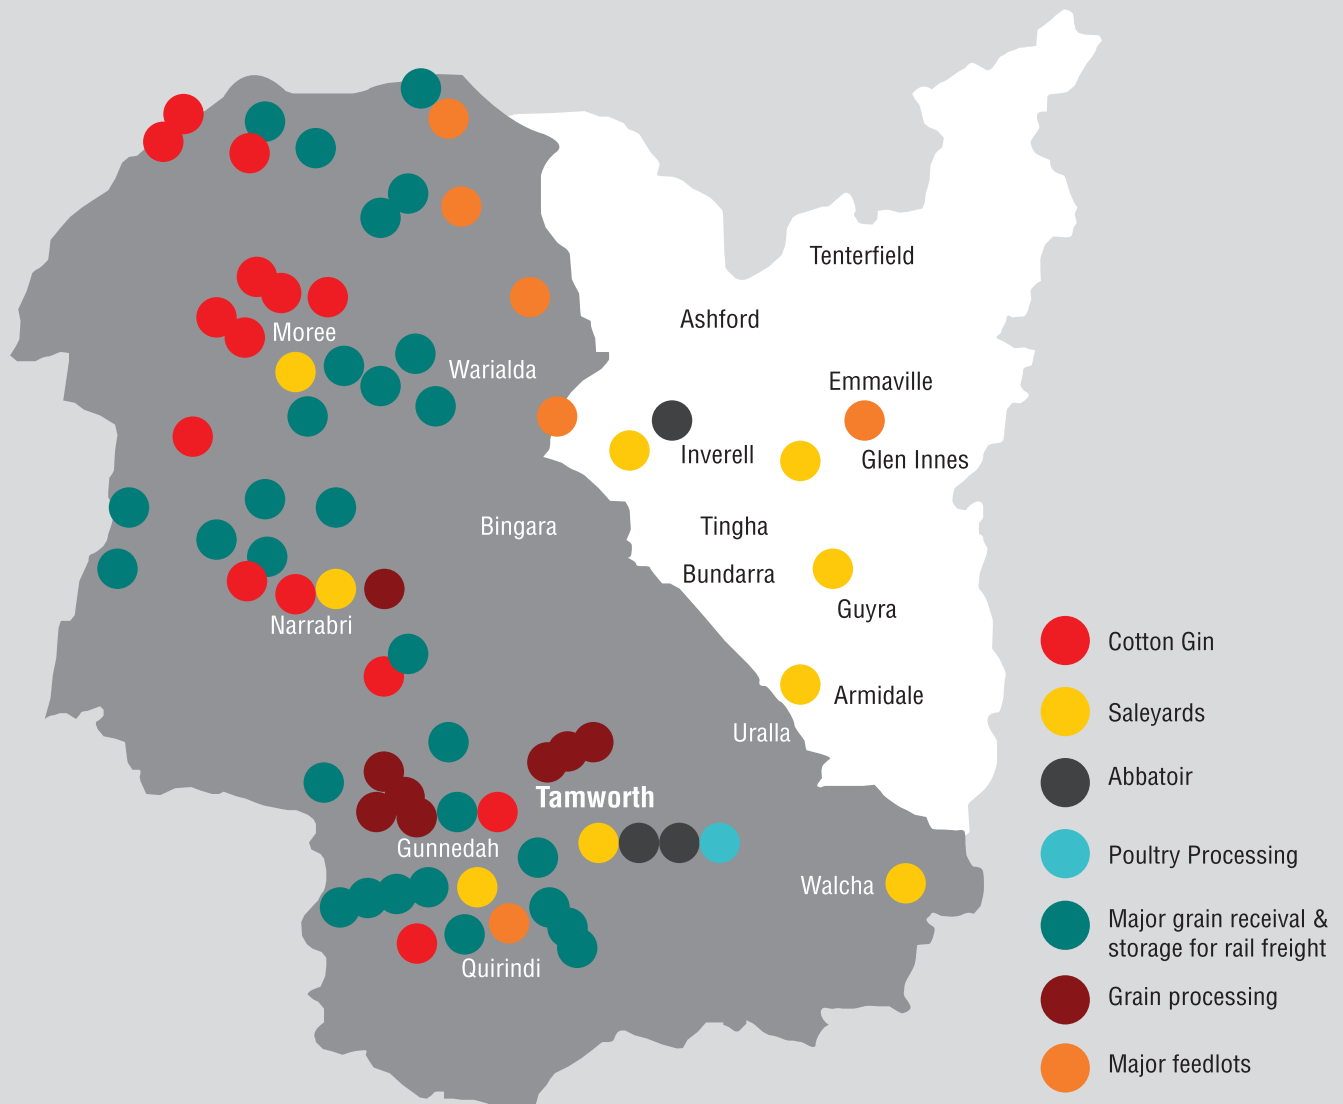 Tenterfield
Ashford
Moree
Warialda
Emmaville
Inverell
Glen Innes
Bingara
Tingha
Bundarra
Guyra
Narrabri
Armidale
Uralla
Tamworth
Gunnedah
Walcha
Quirindi
Cotton Gin
Saleyards
Abbatoir
Poultry Processing
Major grain receival &
storage for rail freight
Grain processing
Major feedlots